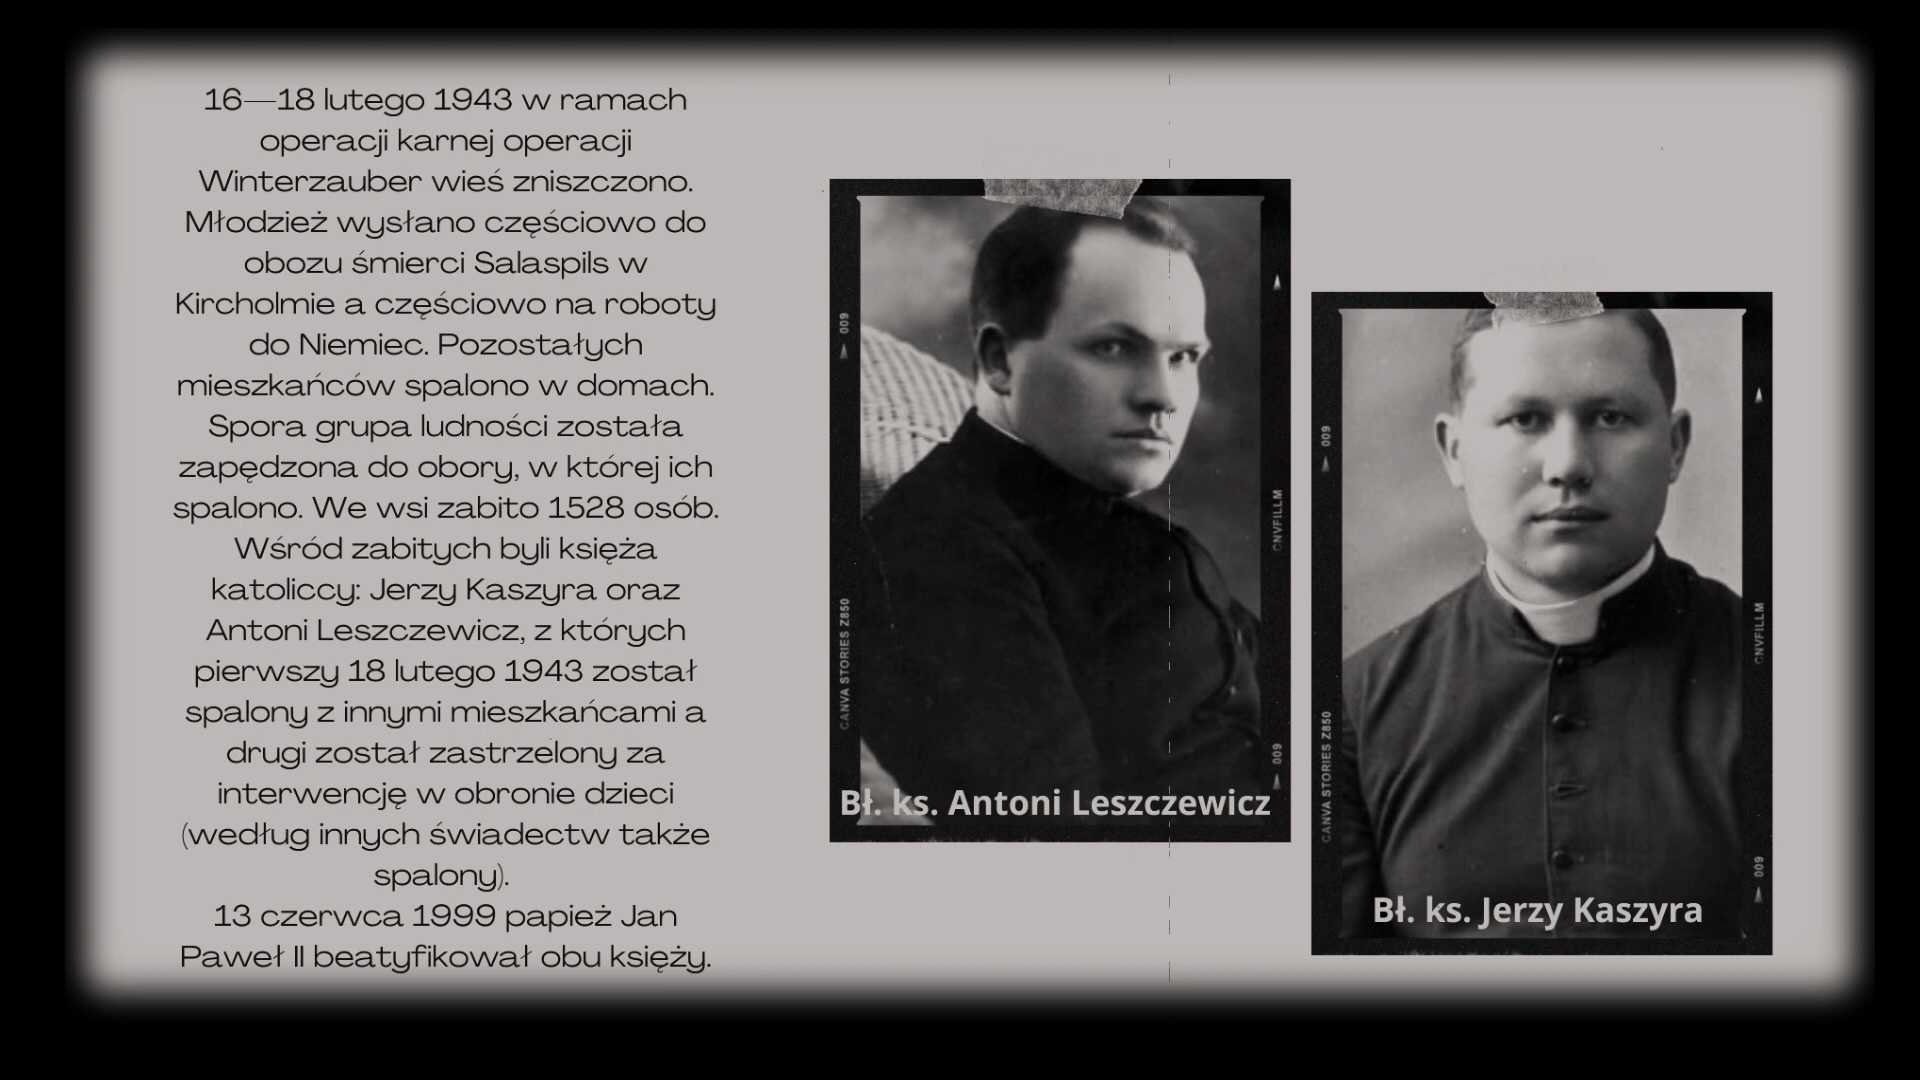 16—18 lutego 1943 w ramach
operacji karnej operacji
Winterzauber wieś zniszczono.
Młodzież wysłano częściowo do
obozu śmierci Salaspils w
Kircholmie a częściowo na roboty
do Niemiec. Pozostałych
mieszkańców spalono w domach.
Spora grupa ludności została
zapędzona do obory, w której ich
spalono. We wsi zabito 1528 osób.
Wśród zabitych byli księża
katoliccy: Jerzy Kaszyra oraz
Antoni Leszczewicz, z których
pierwszy 18 lutego 1943 został
spalony z innymi mieszkańcami a
drugi został zastrzelony za
interwencję w obronie dzieci
(według innych świadectw także
spalony).
13 czerwca 1999 papież Jan
Paweł II beatyfikował obu księży.
009
CANVA STORIES Z850
CNVFILLM
009
Bł. ks. Antoni Leszczewicz
009
CANVA STORIES Z850
CNVFILLM
009
Bł. ks. Jerzy Kaszyra